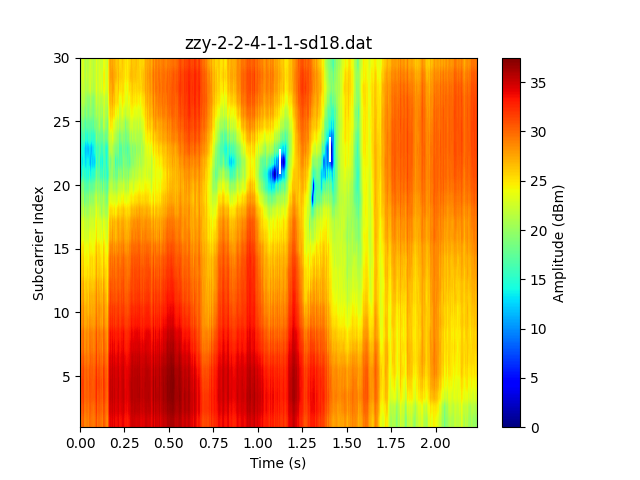 zzy-2-2-4-1-1-sd18.dat
30
25
20
15
10
5
Subcarrier Index
0.00 0.25 0.50 0.75 1.00 1.25 1.50 1.75 2.00
Time (s)
35
30
25
20
15
10
5
0
Amplitude (dBm)